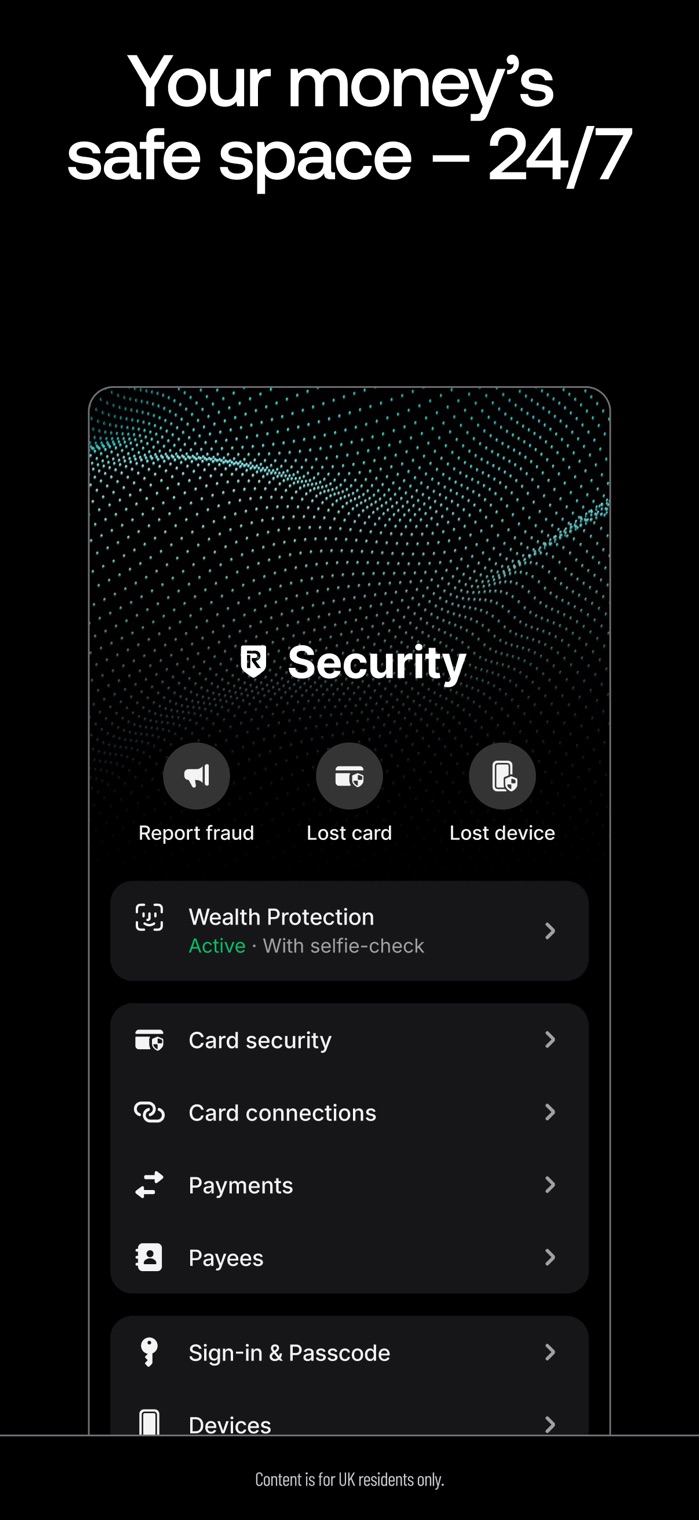 Your money’s
safe space – 24/7
Security
Report fraud
Lost card
Lost device
Wealth Protection
Active · With selfie-check
Card security
Card connections
Payments
Payees
Sign-in & Passcode
Devices
Content is for UK residents only.